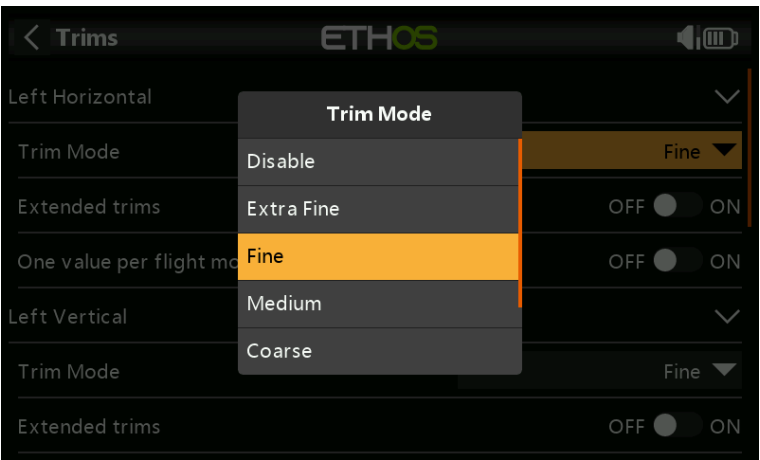 Trims
ETHOS
Left Horizontal
Trim Mode
Trim Mode
Fine
Disable
Extended trims
Extra Fine
OFF ON
One value per flight mo
Fine
OFF ON
Left Vertical
Medium
Coarse
Trim Mode
Fine
Extended trims
OFF ON